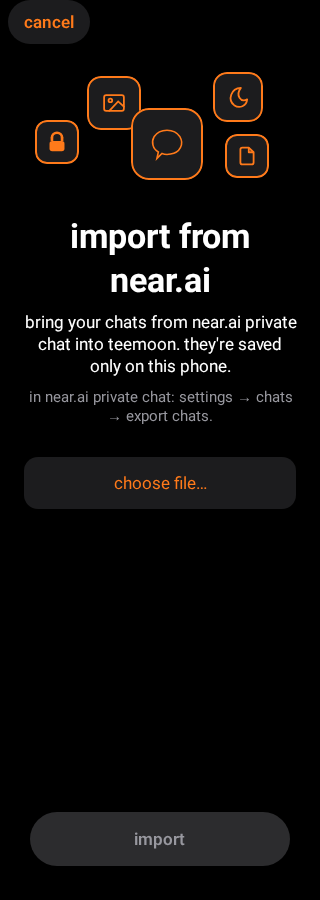 cancel
import from
near.ai
bring your chats from near.ai private
chat into teemoon. they're saved
only on this phone.
in near.ai private chat: settings → chats
→ export chats.
choose file…
import